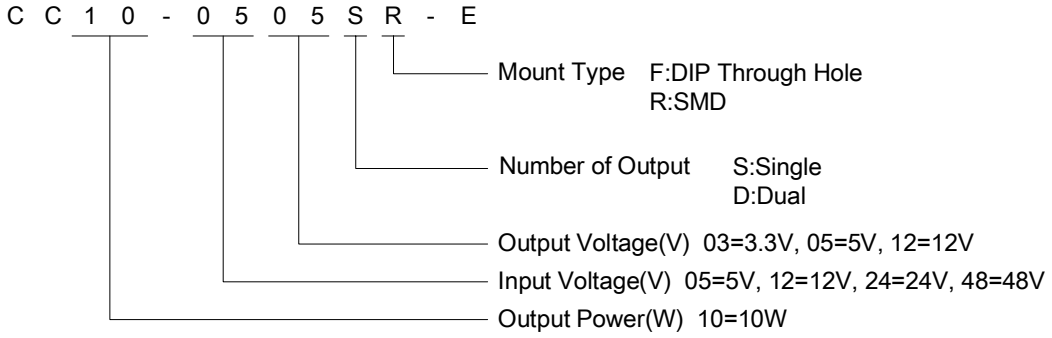 C C 1 0 - 0 5 0 5 S R - E
Mount Type F:DIP Through Hole
R:SMD
Number of Output S:Single
D:Dual
Output Voltage(V) 03=3.3V, 05=5V, 12=12V
Input Voltage(V) 05=5V, 12=12V, 24=24V, 48=48V
Output Power(W) 10=10W